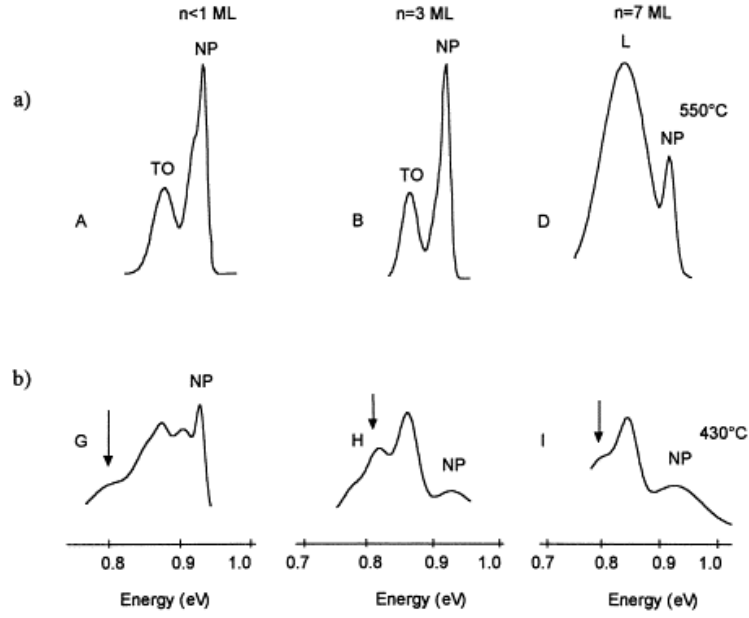 n<1 ML n=3 ML n=7 ML
a)
NP NP L
TO TO NP 550°C
A B D
b)
NP
G H NP I NP 430°C
0.8 0.9 1.0 0.7 0.8 0.9 1.0 0.7 0.8 0.9 1.0
Energy (eV) Energy (eV) Energy (eV)